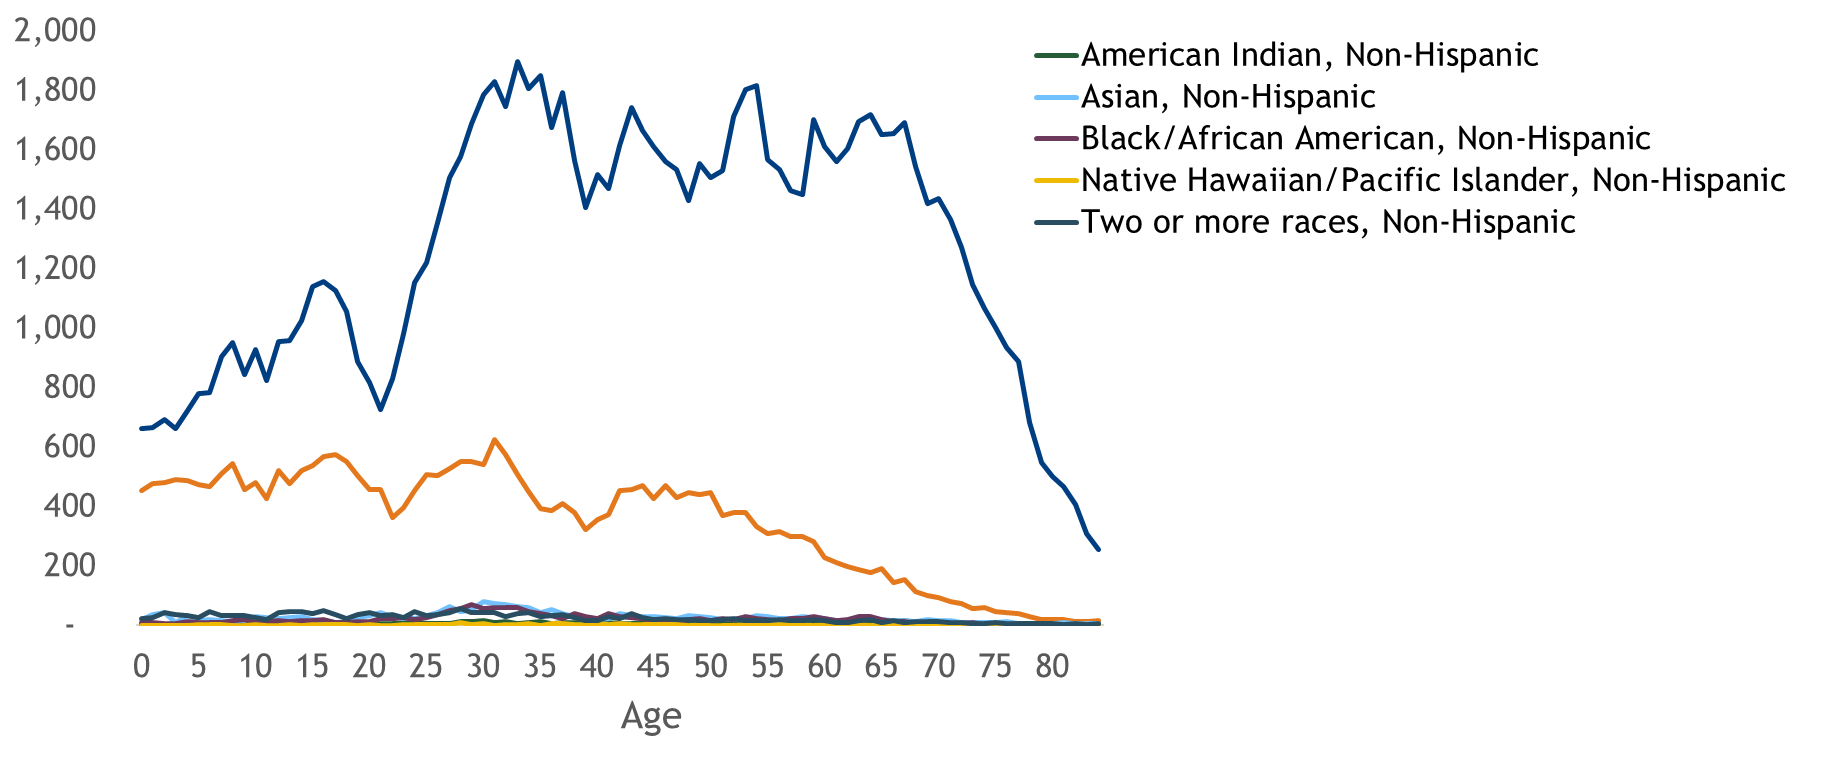 2,000
1,800
1,600
1,400
1,200
1,000
800
600
400
200
-
American Indian, Non-Hispanic
Asian, Non-Hispanic
Black/African American, Non-Hispanic
Native Hawaiian/Pacific Islander, Non-Hispanic
Two or more races, Non-Hispanic
0 5 10 15 20 25 30 35 40 45 50 55 60 65 70 75 80
Age